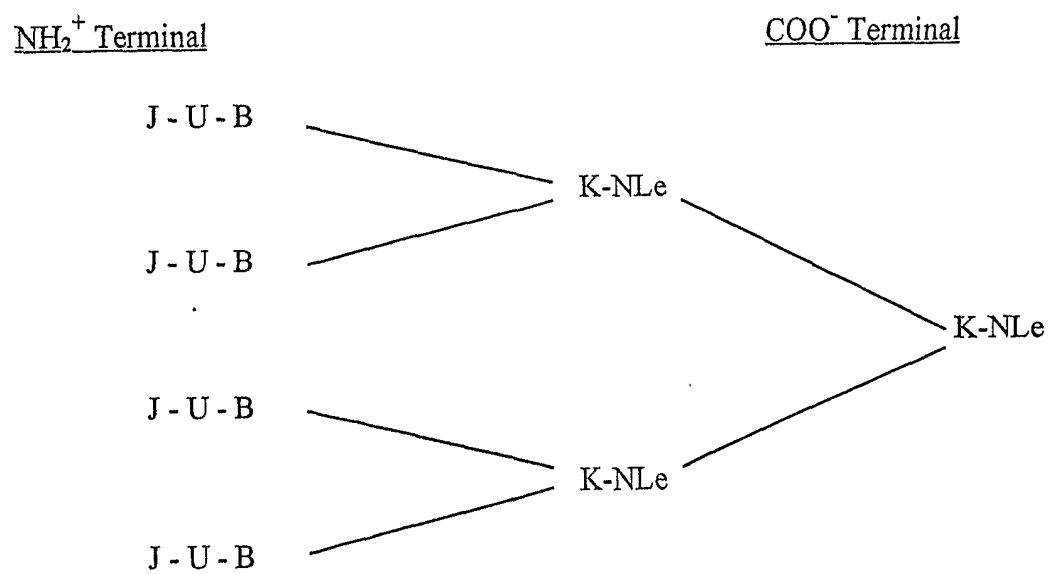 NH₂⁺ Terminal
COO⁻ Terminal
J - U - B
K-NLe
J - U - B
K-NLe
J - U - B
K-NLe
J - U - B